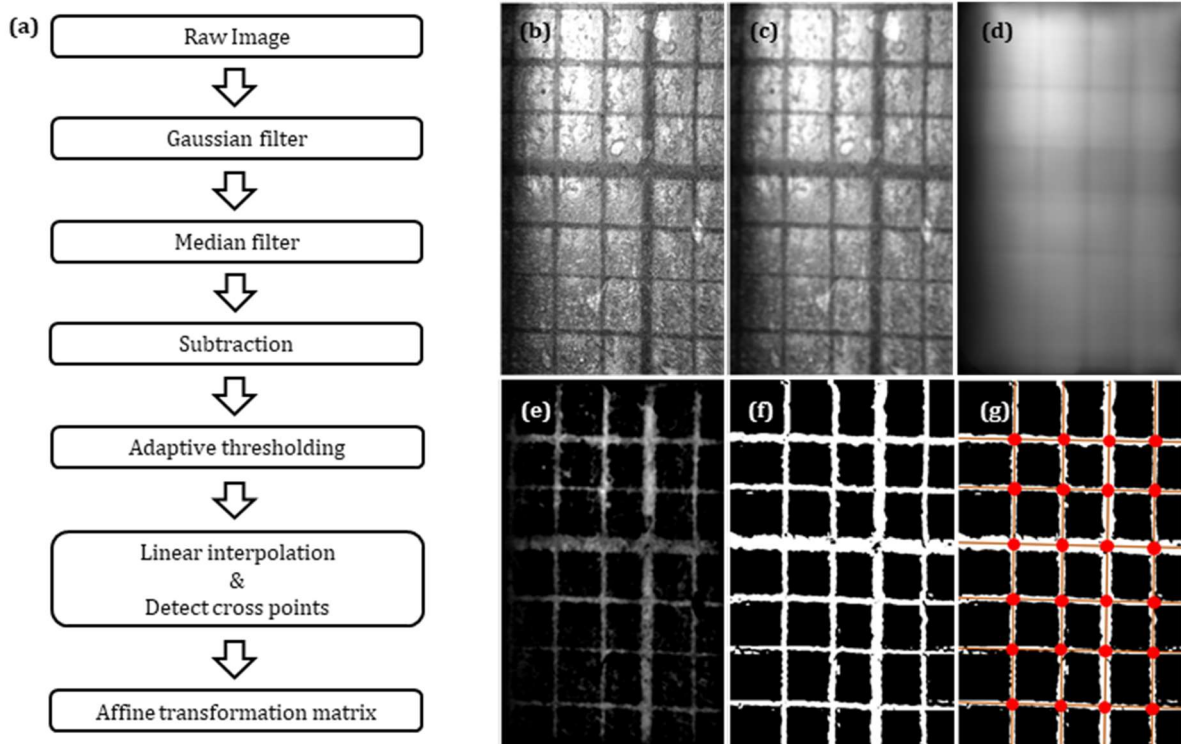 (a)
Raw Image
Gaussian filter
Median filter
Subtraction
Adaptive thresholding
Linear interpolation
&
Detect cross points
Affine transformation matrix
(b)
(c)
(d)
(e)
(f)
(g)